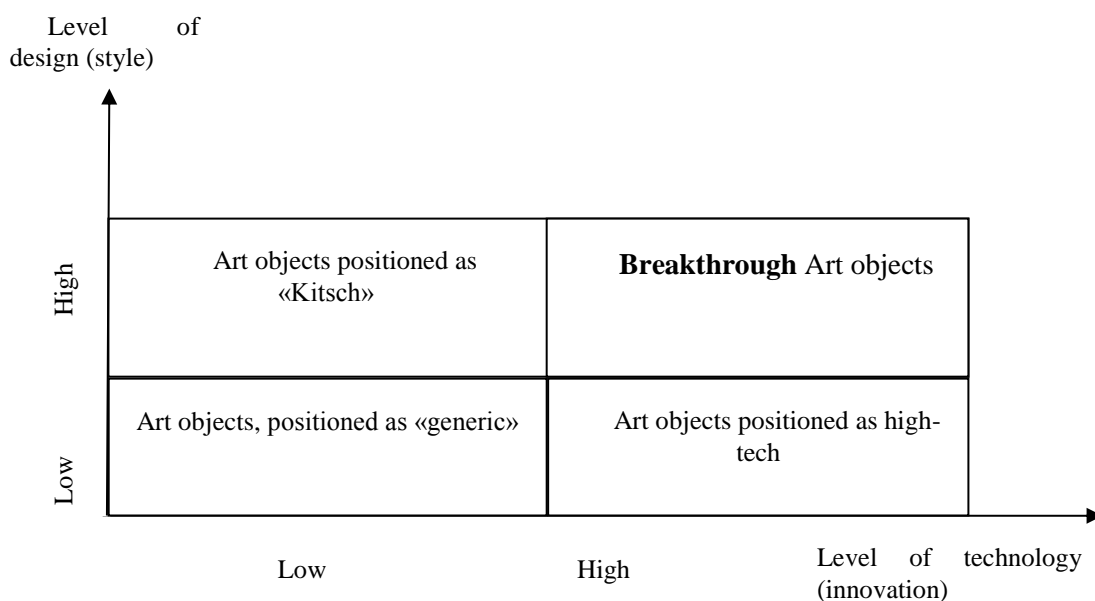 Level of
design (style)
High
Art objects positioned as
«Kitsch»
Breakthrough Art objects
Low
Art objects, positioned as «generic»
Art objects positioned as high-
tech
Low
High
Level of technology
(innovation)